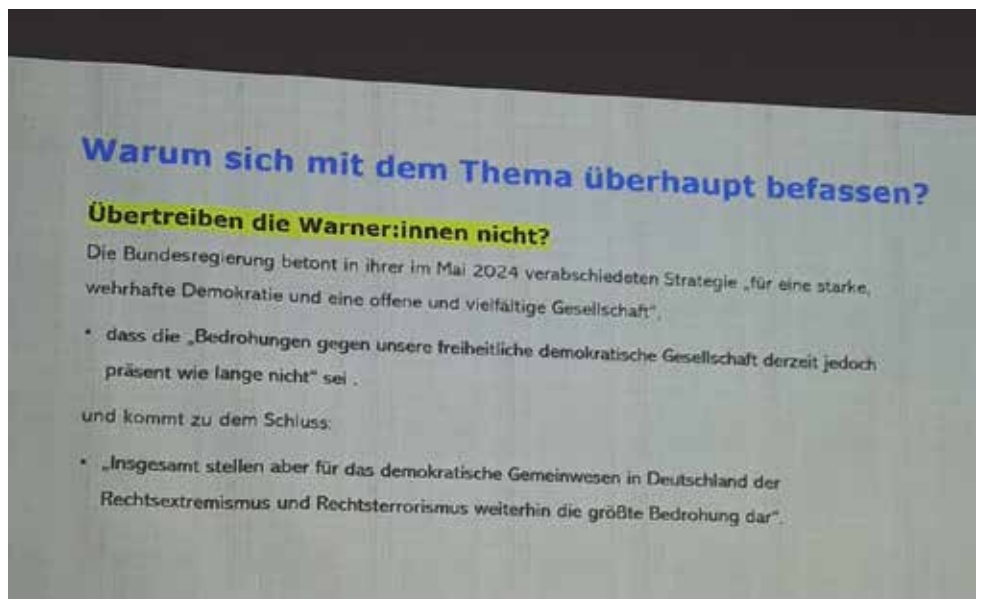 Warum sich mit dem Thema überhaupt befassen?
Übertreiben die Warner:innen nicht?
Die Bundesregierung betont in ihrer im Mai 2024 verabschiedeten Strategie „für eine starke,
wehrhafte Demokratie und eine offene und vielfältige Gesellschaft“,
• dass die „Bedrohungen gegen unsere freiheitliche demokratische Gesellschaft derzeit jedoch
präsent wie lange nicht“ sei .
und kommt zu dem Schluss:
• „Insgesamt stellen aber für das demokratische Gemeinwesen in Deutschland der
Rechtsextremismus und Rechtsterrorismus weiterhin die größte Bedrohung dar“.